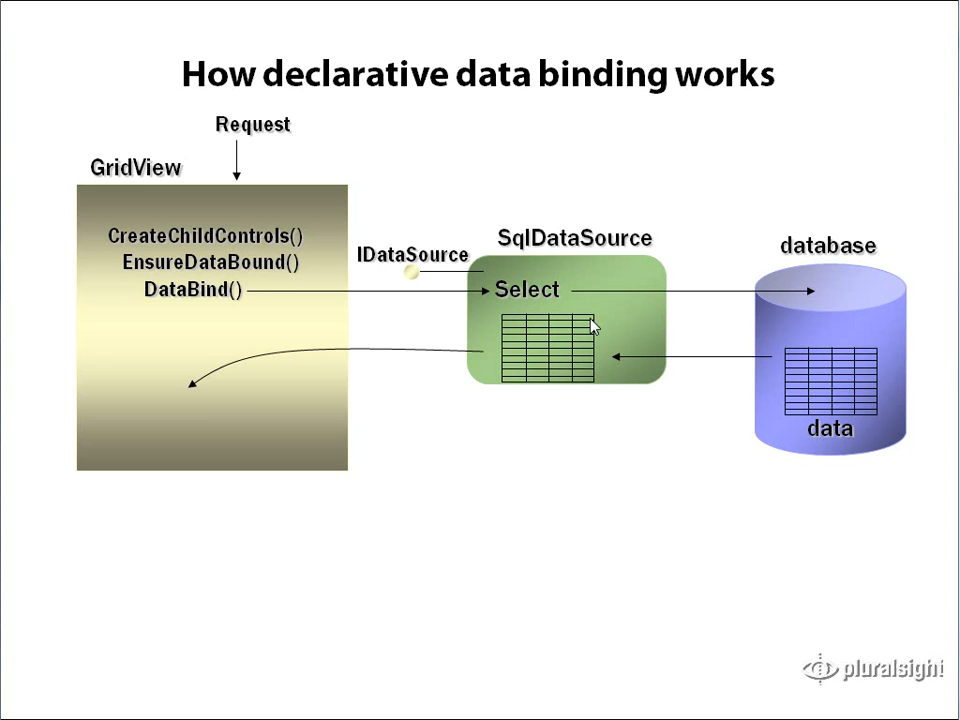 How declarative data binding works
Request
GridView
CreateChildControls()
EnsureDataBound()
DataBind()
IDataSource
SqlDataSource
Select
database
data
pluralsight